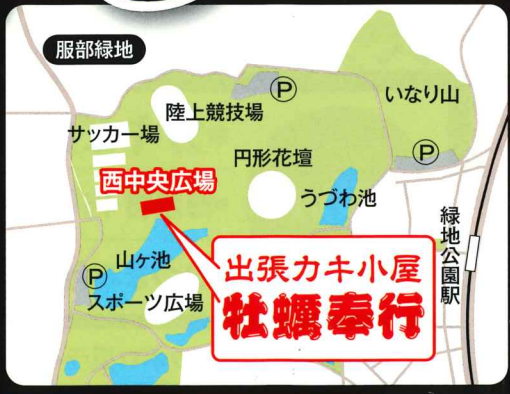 服部緑地
陸上競技場
Ⓟ
いなり山
サッカー場
円形花壇
Ⓟ
西中央広場
うづわ池
緑地公園駅
山ヶ池
Ⓟ
スポーツ広場
出張カキ小屋
牡蠣奉行